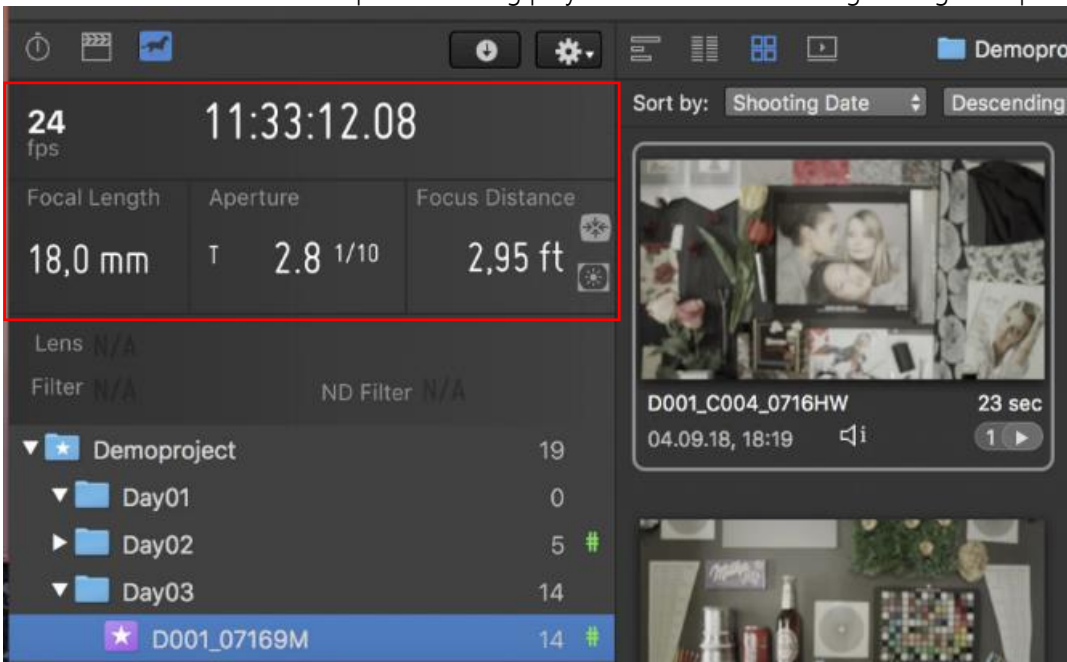 Sort by: Shooting Date Descending
Demopro
24
fps
11:33:12.08
Focal Length Aperture Focus Distance
18,0 mm T 2.8 1/10 2,95 ft
Lens N/A
Filter N/A ND Filter N/A
Demoproject 19
Day01 0
Day02 5 #
Day03 14
D001_07169M 14 #
D001_C004_0716HW 23 sec
04.09.18, 18:19 i 1
Milka